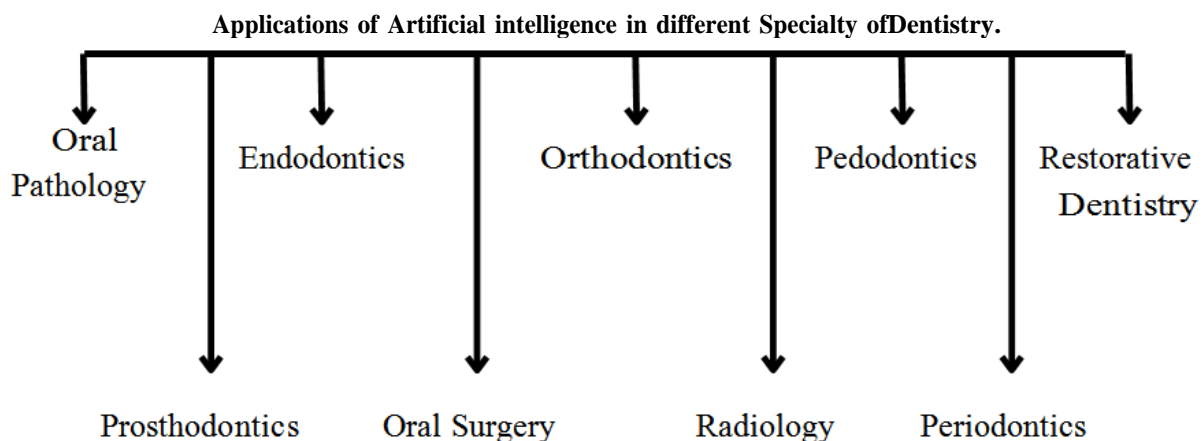 Applications of Artificial intelligence in different Specialty ofDentistry.
Oral
Pathology
Endodontics
Orthodontics
Pedodontics
Restorative
Dentistry
Prosthodontics
Oral Surgery
Radiology
Periodontics